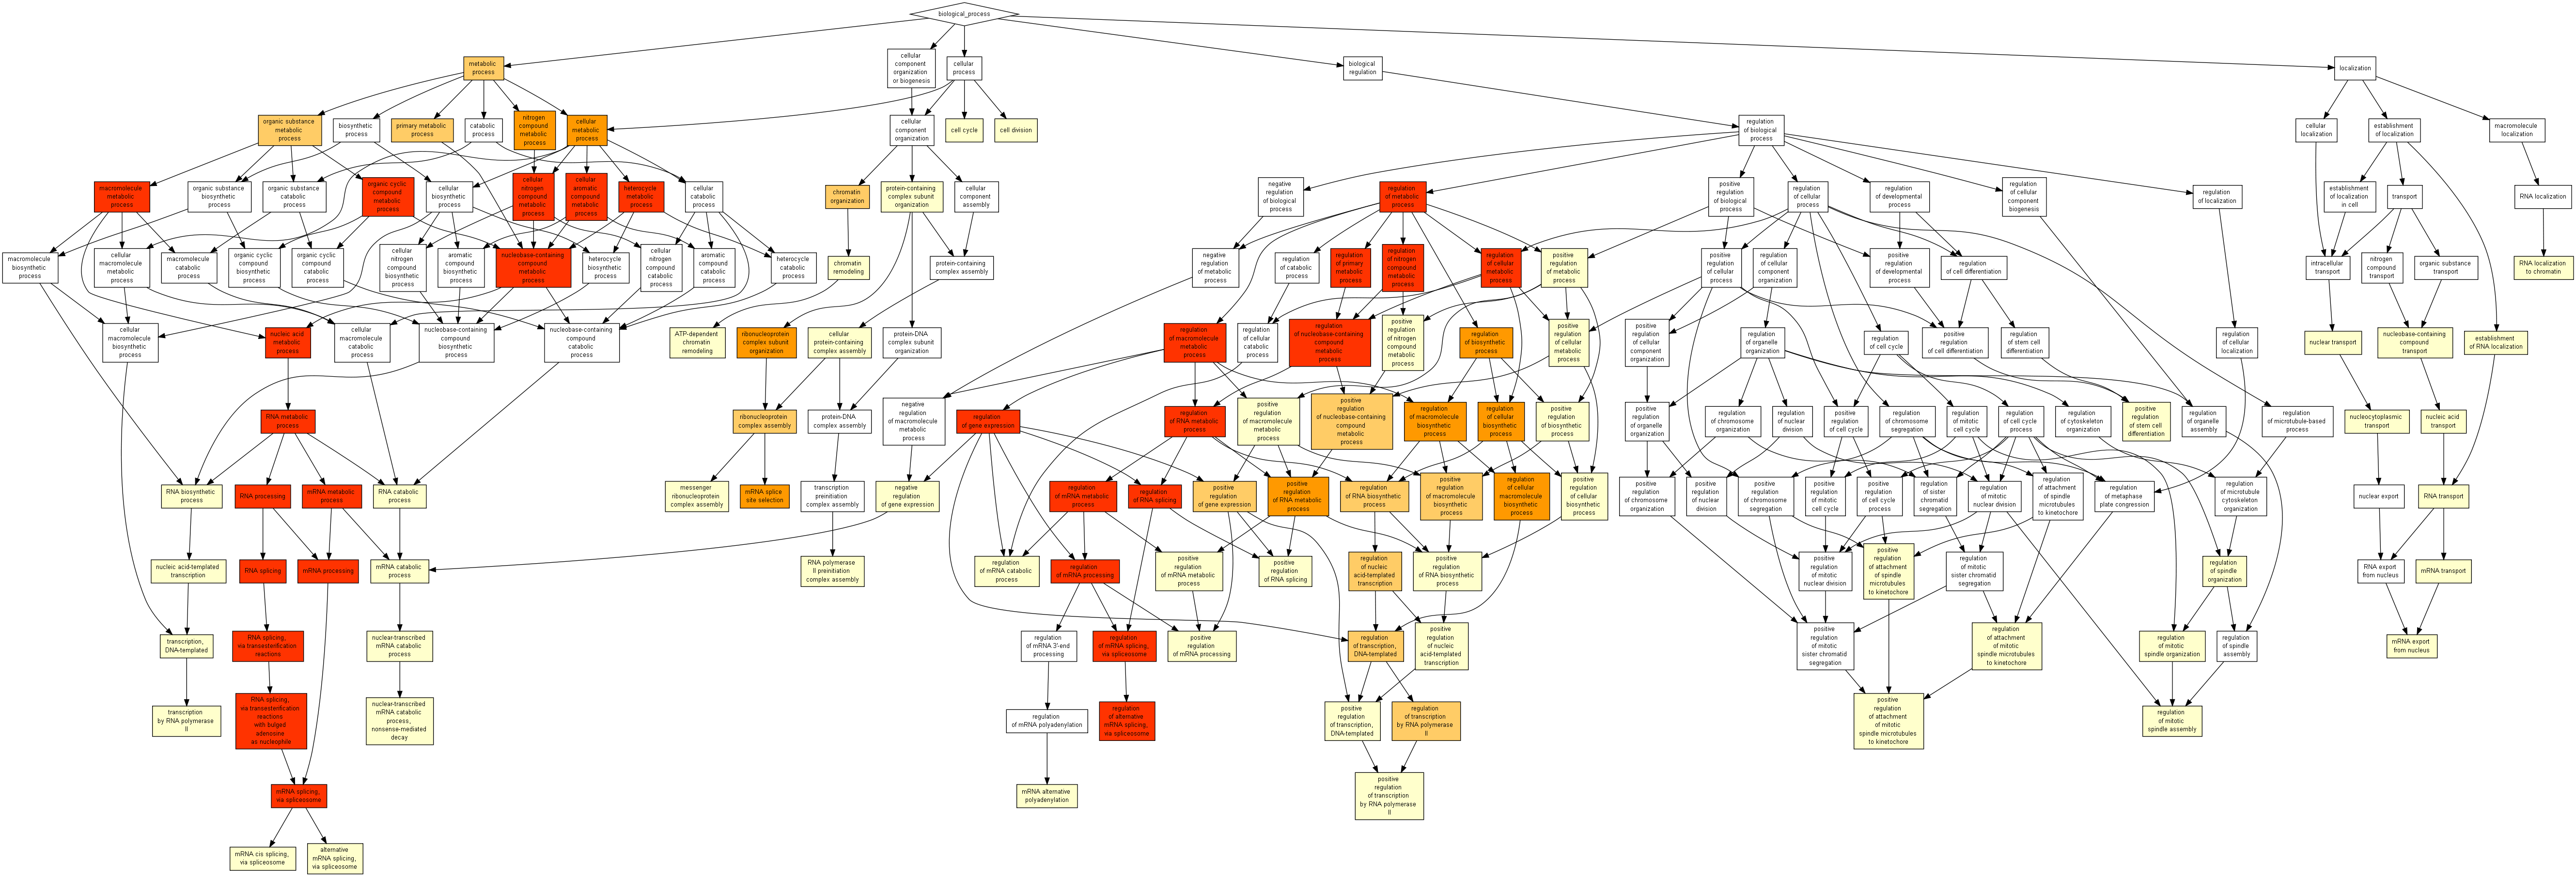 biological_process
metabolic
process
cellular
component
organization
or biogenesis
cellular
process
biological
regulation
localization
organic substance
metabolic
process
biosynthetic
process
primary metabolic
process
catabolic
process
nitrogen
compound
metabolic
process
cellular
metabolic
process
cellular
component
organization
cell cycle
cell division
regulation
of biological
process
cellular
localization
establishment
of localization
macromolecule
localization
macromolecule
metabolic
process
organic substance
biosynthetic
process
organic substance
catabolic
process
organic cyclic
compound
metabolic
process
cellular
biosynthetic
process
cellular
nitrogen
compound
metabolic
process
cellular
aromatic
compound
metabolic
process
heterocycle
metabolic
process
cellular
catabolic
process
chromatin
organization
protein-containing
complex subunit
organization
cellular
component
assembly
negative
regulation
of biological
process
regulation
of metabolic
process
positive
regulation
of biological
process
regulation
of cellular
process
regulation
of developmental
process
regulation
of cellular
component
biogenesis
regulation
of localization
establishment
of localization
in cell
transport
RNA localization
macromolecule
biosynthetic
process
cellular
macromolecule
metabolic
process
macromolecule
catabolic
process
organic cyclic
compound
biosynthetic
process
organic cyclic
compound
catabolic
process
cellular
nitrogen
compound
biosynthetic
process
aromatic
compound
biosynthetic
process
nucleobase-containing
compound
metabolic
process
heterocycle
biosynthetic
process
cellular
nitrogen
compound
catabolic
process
aromatic
compound
catabolic
process
heterocycle
catabolic
process
chromatin
remodeling
protein-containing
complex assembly
negative
regulation
of metabolic
process
regulation
of catabolic
process
regulation
of primary
metabolic
process
regulation
of nitrogen
compound
metabolic
process
regulation
of cellular
metabolic
process
positive
regulation
of metabolic
process
positive
regulation
of cellular
process
regulation
of cellular
component
organization
positive
regulation
of developmental
process
regulation
of cell differentiation
intracellular
transport
nitrogen
compound
transport
organic substance
transport
RNA localization
to chromatin
cellular
macromolecule
biosynthetic
process
nucleic acid
metabolic
process
cellular
macromolecule
catabolic
process
nucleobase-containing
compound
biosynthetic
process
nucleobase-containing
compound
catabolic
process
ATP-dependent
chromatin
remodeling
ribonucleoprotein
complex subunit
organization
cellular
protein-containing
complex assembly
protein-DNA
complex subunit
organization
regulation
of macromolecule
metabolic
process
regulation
of cellular
catabolic
process
regulation
of nucleobase-containing
compound
metabolic
process
positive
regulation
of nitrogen
compound
metabolic
process
regulation
of biosynthetic
process
positive
regulation
of cellular
metabolic
process
positive
regulation
of cellular
component
organization
regulation
of organelle
organization
regulation
of cell cycle
positive
regulation
of cell differentiation
regulation
of stem cell
differentiation
regulation
of cellular
localization
nuclear transport
nucleobase-containing
compound
transport
establishment
of RNA localization
RNA metabolic
process
ribonucleoprotein
complex assembly
protein-DNA
complex assembly
negative
regulation
of macromolecule
metabolic
process
regulation
of gene expression
regulation
of RNA metabolic
process
positive
regulation
of macromolecule
metabolic
process
positive
regulation
of nucleobase-containing
compound
metabolic
process
regulation
of macromolecule
biosynthetic
process
regulation
of cellular
biosynthetic
process
positive
regulation
of biosynthetic
process
positive
regulation
of organelle
organization
regulation
of chromosome
organization
regulation
of nuclear
division
positive
regulation
of cell cycle
regulation
of chromosome
segregation
regulation
of mitotic
cell cycle
regulation
of cell cycle
process
regulation
of cytoskeleton
organization
positive
regulation
of stem cell
differentiation
regulation
of organelle
assembly
regulation
of microtubule-based
process
nucleocytoplasmic
transport
nucleic acid
transport
RNA biosynthetic
process
RNA processing
mRNA metabolic
process
RNA catabolic
process
messenger
ribonucleoprotein
complex assembly
mRNA splice
site selection
transcription
preinitiation
complex assembly
negative
regulation
of gene expression
regulation
of mRNA metabolic
process
regulation
of RNA splicing
positive
regulation
of gene expression
positive
regulation
of RNA metabolic
process
regulation
of RNA biosynthetic
process
positive
regulation
of macromolecule
biosynthetic
process
regulation
of cellular
macromolecule
biosynthetic
process
positive
regulation
of cellular
biosynthetic
process
positive
regulation
of chromosome
organization
positive
regulation
of nuclear
division
positive
regulation
of chromosome
segregation
positive
regulation
of mitotic
cell cycle
positive
regulation
of cell cycle
process
regulation
of sister
chromatid
segregation
regulation
of mitotic
nuclear division
regulation
of attachment
of spindle
microtubules
to kinetochore
regulation
of metaphase
plate congression
regulation
of microtubule
cytoskeleton
organization
nuclear export
RNA transport
nucleic acid-templated
transcription
RNA splicing
mRNA processing
mRNA catabolic
process
RNA polymerase
II preinitiation
complex assembly
regulation
of mRNA catabolic
process
regulation
of mRNA processing
positive
regulation
of mRNA metabolic
process
positive
regulation
of RNA splicing
regulation
of nucleic
acid-templated
transcription
positive
regulation
of RNA biosynthetic
process
positive
regulation
of mitotic
nuclear division
positive
regulation
of attachment
of spindle
microtubules
to kinetochore
regulation
of mitotic
sister chromatid
segregation
regulation
of spindle
organization
RNA export
from nucleus
mRNA transport
transcription,
DNA-templated
RNA splicing,
via transesterification
reactions
nuclear-transcribed
mRNA catabolic
process
regulation
of mRNA 3'-end
processing
regulation
of mRNA splicing,
via spliceosome
positive
regulation
of mRNA processing
regulation
of transcription,
DNA-templated
positive
regulation
of nucleic
acid-templated
transcription
positive
regulation
of mitotic
sister chromatid
segregation
regulation
of attachment
of mitotic
spindle microtubules
to kinetochore
regulation
of mitotic
spindle organization
regulation
of spindle
assembly
mRNA export
from nucleus
transcription
by RNA polymerase
II
RNA splicing,
via transesterification
reactions
with bulged
adenosine
as nucleophile
nuclear-transcribed
mRNA catabolic
process,
nonsense-mediated
decay
regulation
of mRNA polyadenylation
regulation
of alternative
mRNA splicing,
via spliceosome
positive
regulation
of transcription,
DNA-templated
regulation
of transcription
by RNA polymerase
II
positive
regulation
of attachment
of mitotic
spindle microtubules
to kinetochore
regulation
of mitotic
spindle assembly
mRNA splicing,
via spliceosome
mRNA alternative
polyadenylation
positive
regulation
of transcription
by RNA polymerase
II
mRNA cis splicing,
via spliceosome
alternative
mRNA splicing,
via spliceosome